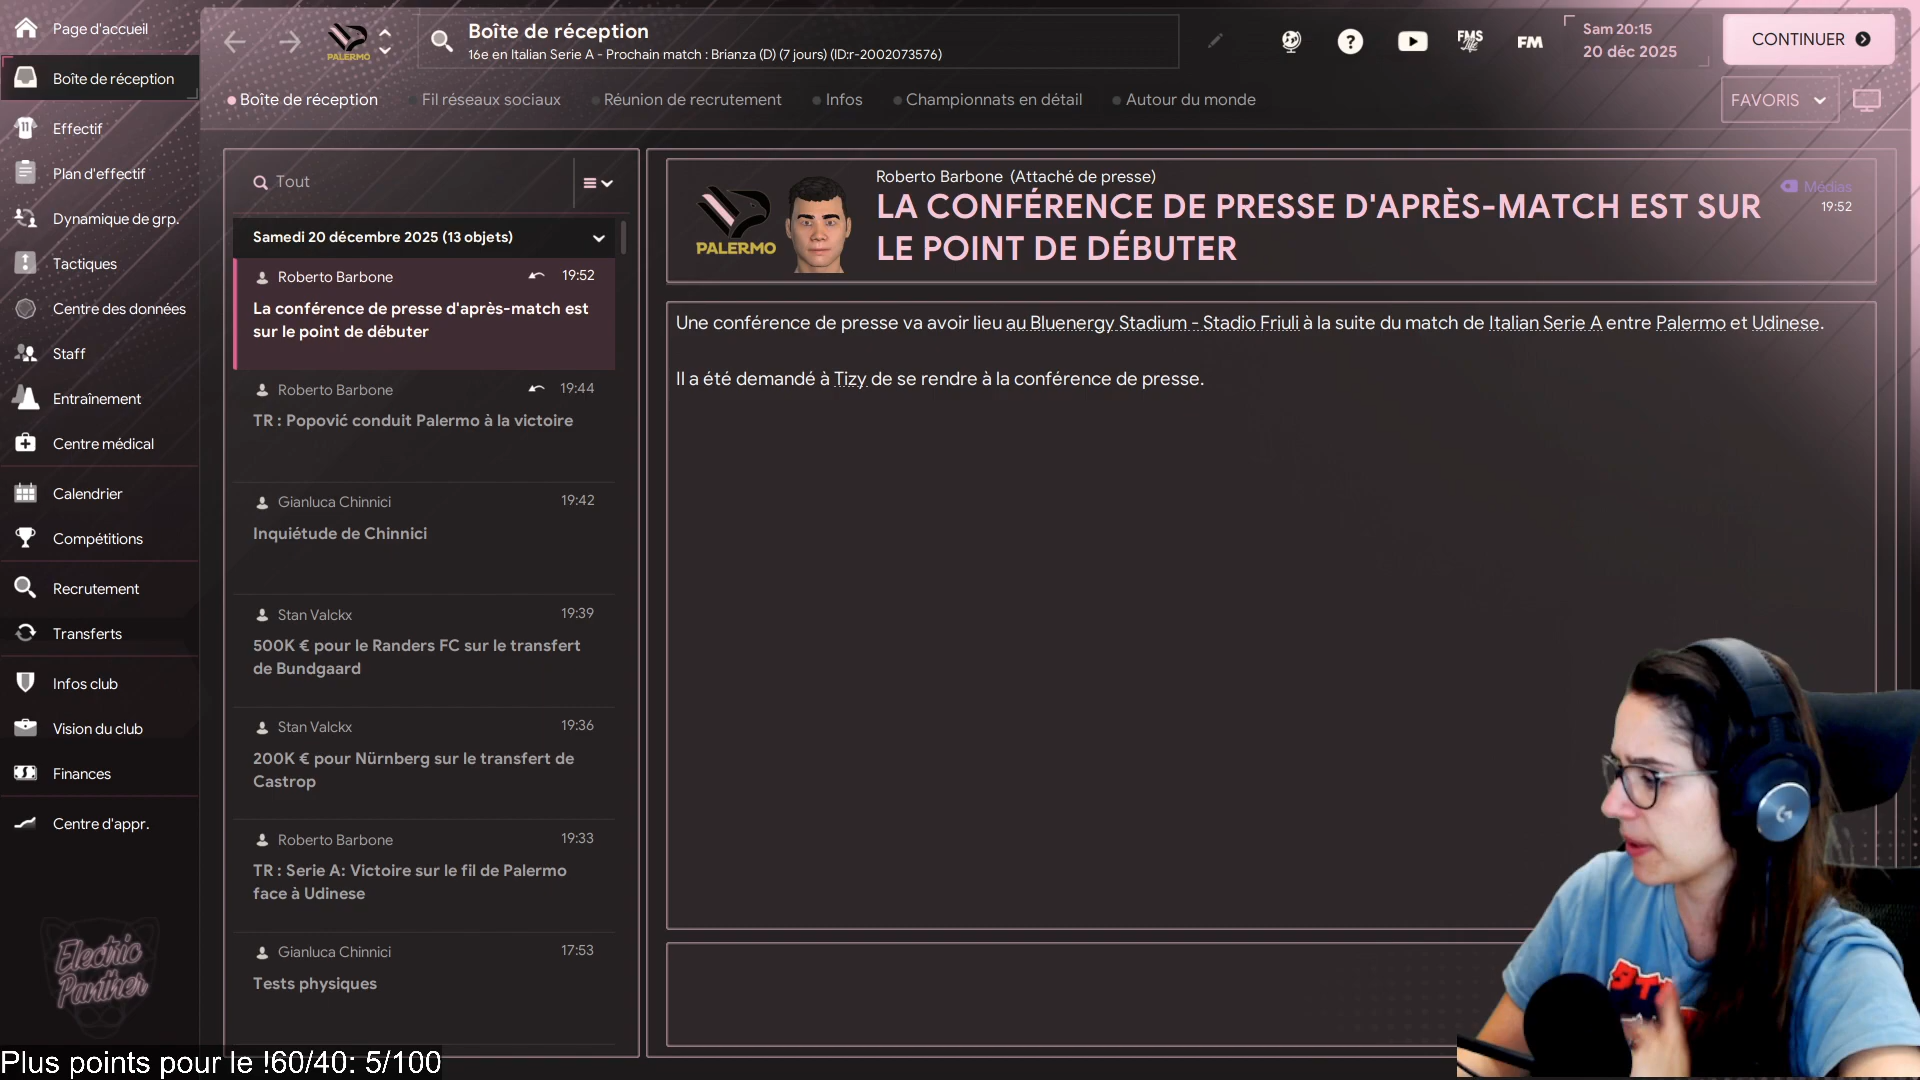 Page d'accueil
Boîte de réception
Effectif
Plan d'effectif
Dynamique de grp.
Tactiques
Centre des données
Staff
Entraînement
Centre médical
Calendrier
Compétitions
Recrutement
Transferts
Infos club
Vision du club
Finances
Centre d'appr.
Electric
Panther
PALERMO
Boîte de réception
16e en Italian Serie A - Prochain match : Brianza (D) (7 jours) (ID:r-2002073576)
FMS
life
FM
Sam 20:15
20 déc 2025
CONTINUER
Boîte de réception
Fil réseaux sociaux
Réunion de recrutement
Infos
Championnats en détail
Autour du monde
FAVORIS
Tout
Samedi 20 décembre 2025 (13 objets)
Roberto Barbone 19:52
La conférence de presse d'après-match est
sur le point de débuter
Roberto Barbone 19:44
TR : Popović conduit Palermo à la victoire
Gianluca Chinnici 19:42
Inquiétude de Chinnici
Stan Valckx 19:39
500K € pour le Randers FC sur le transfert
de Bundgaard
Stan Valckx 19:36
200K € pour Nürnberg sur le transfert de
Castrop
Roberto Barbone 19:33
TR : Serie A: Victoire sur le fil de Palermo
face à Udinese
Gianluca Chinnici 17:53
Tests physiques
PALERMO
Roberto Barbone (Attaché de presse)
LA CONFÉRENCE DE PRESSE D'APRÈS-MATCH EST SUR
LE POINT DE DÉBUTER
Médias
19:52
Une conférence de presse va avoir lieu au Bluenergy Stadium - Stadio Friuli à la suite du match de Italian Serie A entre Palermo et Udinese.
Il a été demandé à Tizy de se rendre à la conférence de presse.
Plus points pour le !60/40: 5/100